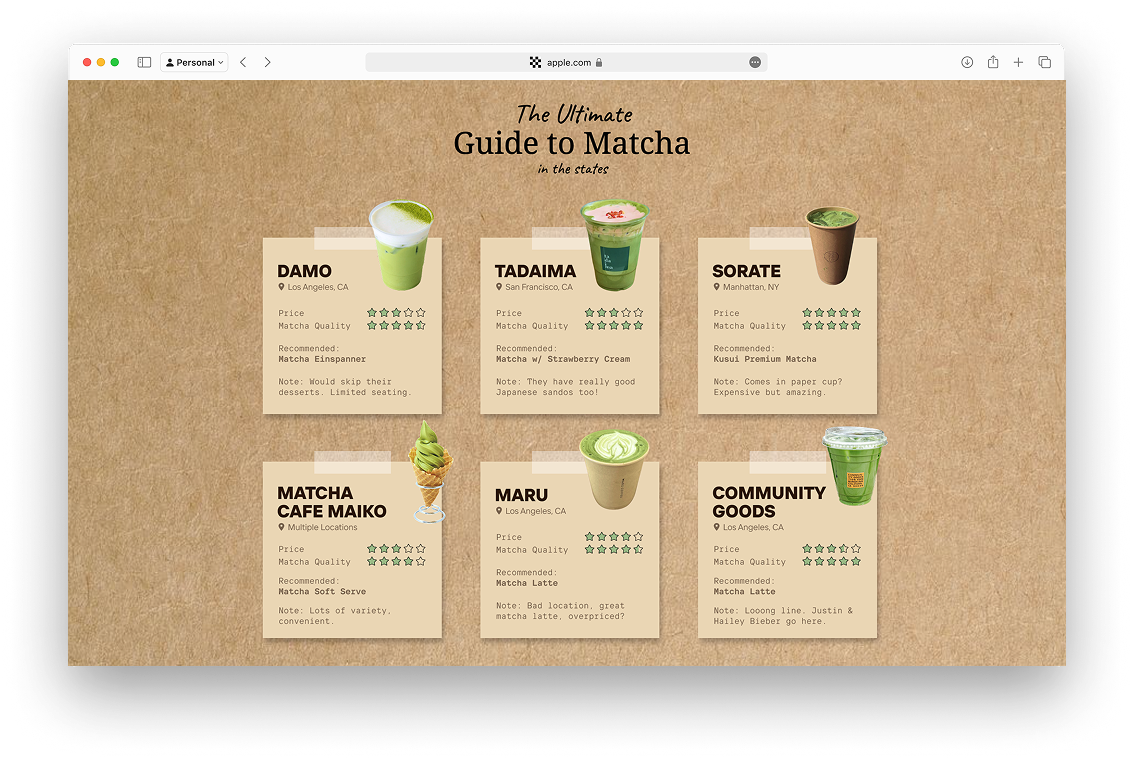 Personal
apple.com
The Ultimate
Guide to Matcha
in the states
DAMO
Los Angeles, CA
Price
Matcha Quality
Recommended:
Matcha Einspanner
Note: Would skip their
desserts. Limited seating.
TADAIMA
San Francisco, CA
Price
Matcha Quality
Recommended:
Matcha w/ Strawberry Cream
Note: They have really good
Japanese sandos too!
SORATE
Manhattan, NY
Price
Matcha Quality
Recommended:
Kusui Premium Matcha
Note: Comes in paper cup?
Expensive but amazing.
MATCHA
CAFE MAIKO
Multiple Locations
Price
Matcha Quality
Recommended:
Matcha Soft Serve
Note: Lots of variety,
convenient.
MARU
Los Angeles, CA
Price
Matcha Quality
Recommended:
Matcha Latte
Note: Bad location, great
matcha latte, overpriced?
COMMUNITY
GOODS
Los Angeles, CA
Price
Matcha Quality
Recommended:
Matcha Latte
Note: Looong line. Justin &
Hailey Bieber go here.